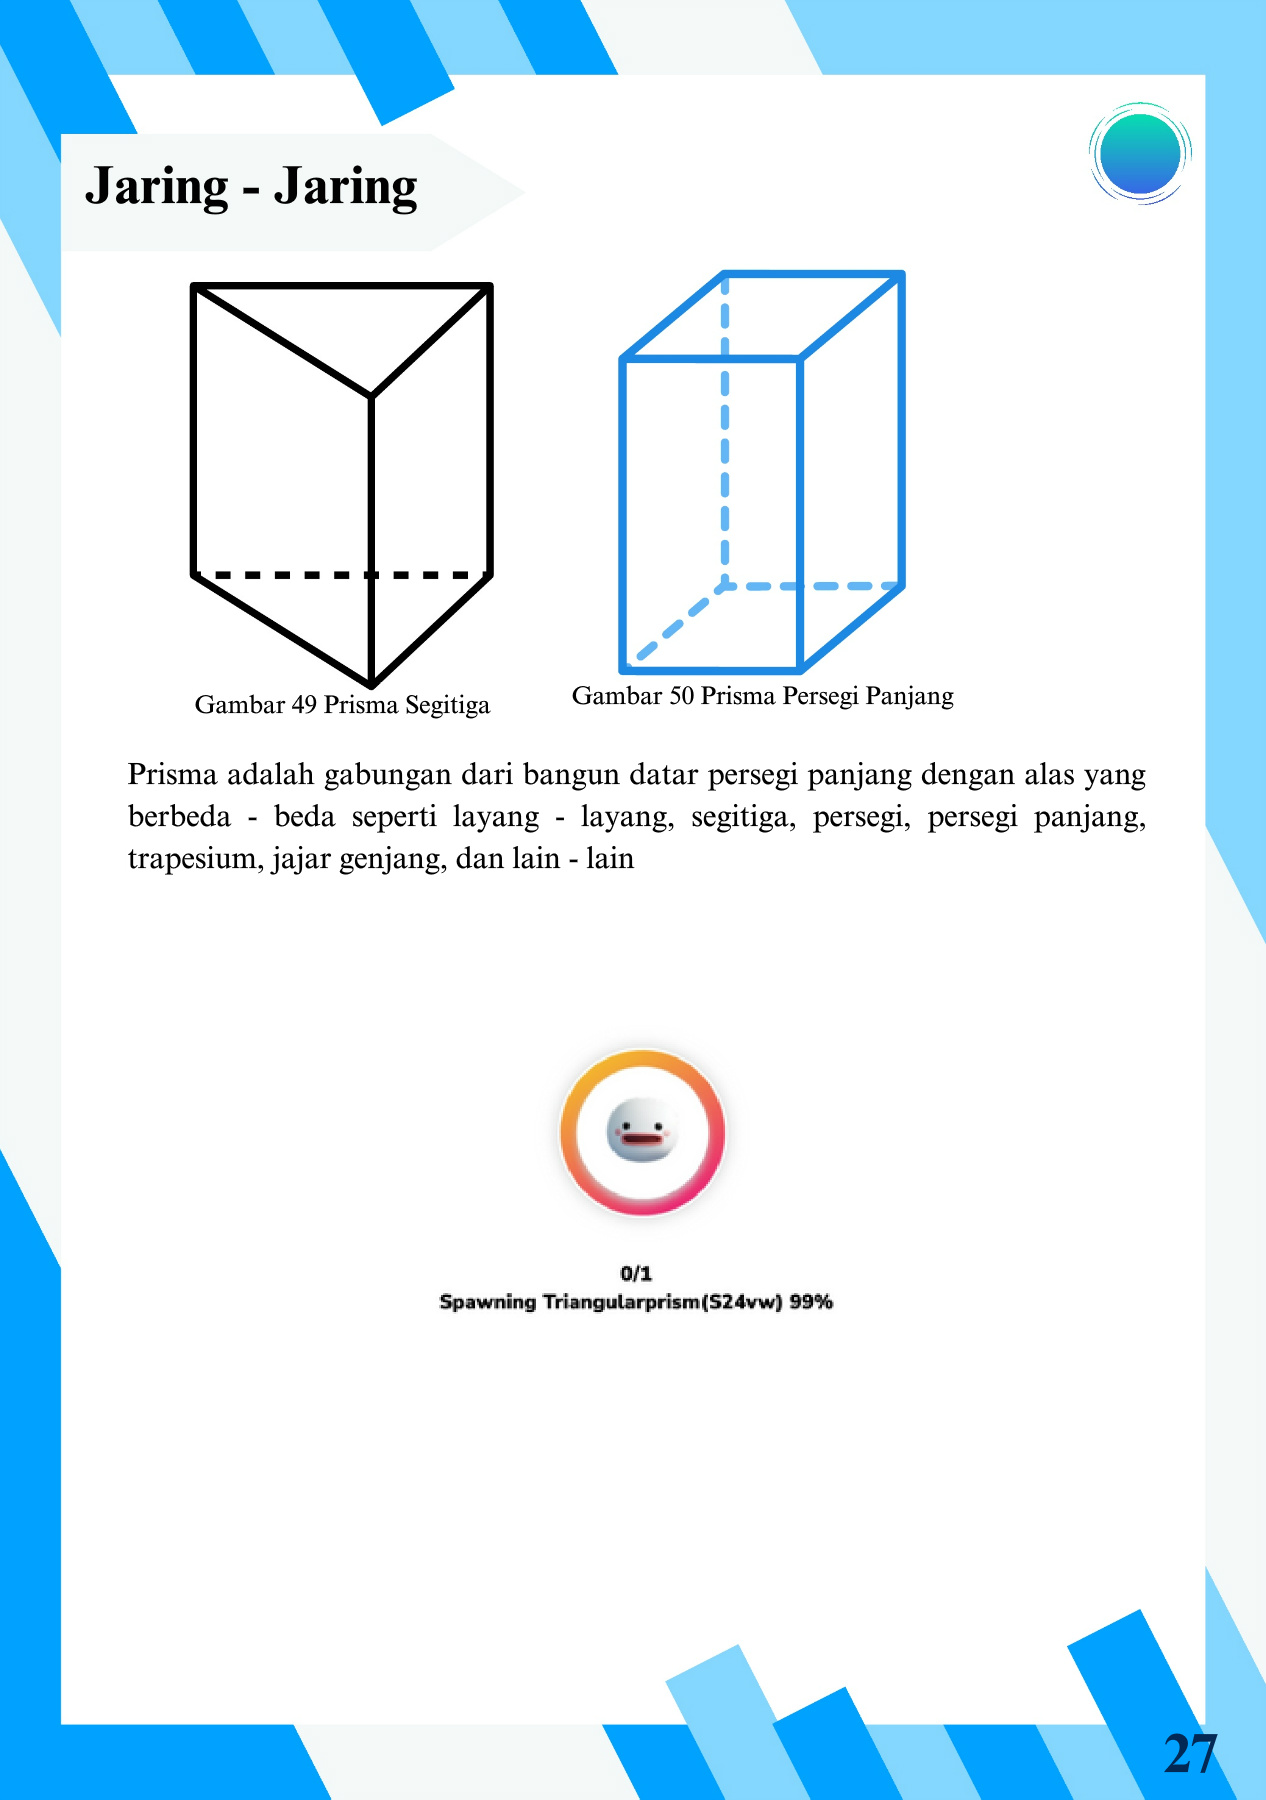 Jaring - Jaring
Gambar 49 Prisma Segitiga
Gambar 50 Prisma Persegi Panjang
Prisma adalah gabungan dari bangun datar persegi panjang dengan alas yang
berbeda - beda seperti layang - layang, segitiga, persegi, persegi panjang,
trapesium, jajar genjang, dan lain - lain
0/1
Spawning Triangularprism(S24vw) 99%
27